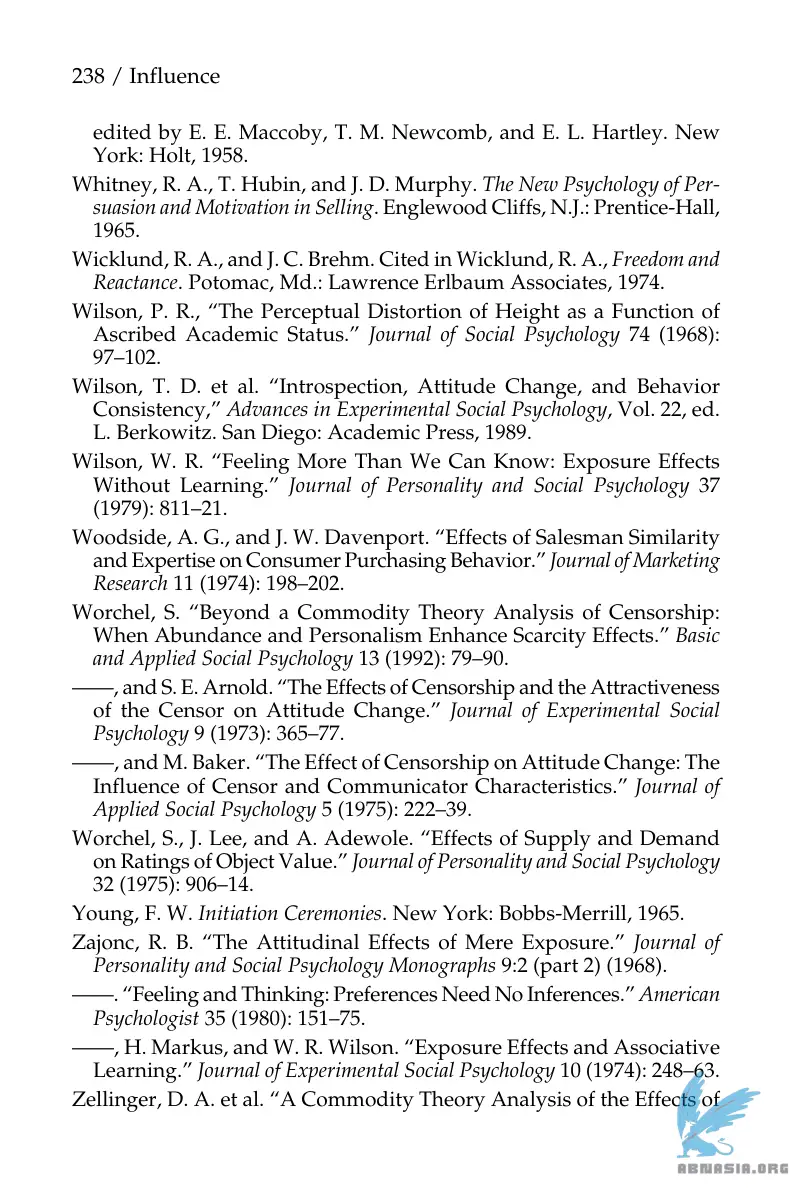 238 / Influence
edited by E. E. Maccoby, T. M. Newcomb, and E. L. Hartley. New
York: Holt, 1958.
Whitney, R. A., T. Hubin, and J. D. Murphy. The New Psychology of Per-
suasion and Motivation in Selling. Englewood Cliffs, N.J.: Prentice-Hall,
1965.
Wicklund, R. A., and J. C. Brehm. Cited in Wicklund, R. A., Freedom and
Reactance. Potomac, Md.: Lawrence Erlbaum Associates, 1974.
Wilson, P. R., “The Perceptual Distortion of Height as a Function of
Ascribed Academic Status.” Journal of Social Psychology 74 (1968):
97–102.
Wilson, T. D. et al. “Introspection, Attitude Change, and Behavior
Consistency,” Advances in Experimental Social Psychology, Vol. 22, ed.
L. Berkowitz. San Diego: Academic Press, 1989.
Wilson, W. R. “Feeling More Than We Can Know: Exposure Effects
Without Learning.” Journal of Personality and Social Psychology 37
(1979): 811–21.
Woodside, A. G., and J. W. Davenport. “Effects of Salesman Similarity
and Expertise on Consumer Purchasing Behavior.” Journal of Marketing
Research 11 (1974): 198–202.
Worchel, S. “Beyond a Commodity Theory Analysis of Censorship:
When Abundance and Personalism Enhance Scarcity Effects.” Basic
and Applied Social Psychology 13 (1992): 79–90.
——, and S. E. Arnold. “The Effects of Censorship and the Attractiveness
of the Censor on Attitude Change.” Journal of Experimental Social
Psychology 9 (1973): 365–77.
——, and M. Baker. “The Effect of Censorship on Attitude Change: The
Influence of Censor and Communicator Characteristics.” Journal of
Applied Social Psychology 5 (1975): 222–39.
Worchel, S., J. Lee, and A. Adewole. “Effects of Supply and Demand
on Ratings of Object Value.” Journal of Personality and Social Psychology
32 (1975): 906–14.
Young, F. W. Initiation Ceremonies. New York: Bobbs-Merrill, 1965.
Zajonc, R. B. “The Attitudinal Effects of Mere Exposure.” Journal of
Personality and Social Psychology Monographs 9:2 (part 2) (1968).
——. “Feeling and Thinking: Preferences Need No Inferences.” American
Psychologist 35 (1980): 151–75.
——, H. Markus, and W. R. Wilson. “Exposure Effects and Associative
Learning.” Journal of Experimental Social Psychology 10 (1974): 248–63.
Zellinger, D. A. et al. “A Commodity Theory Analysis of the Effects of
ABNASIA.ORG